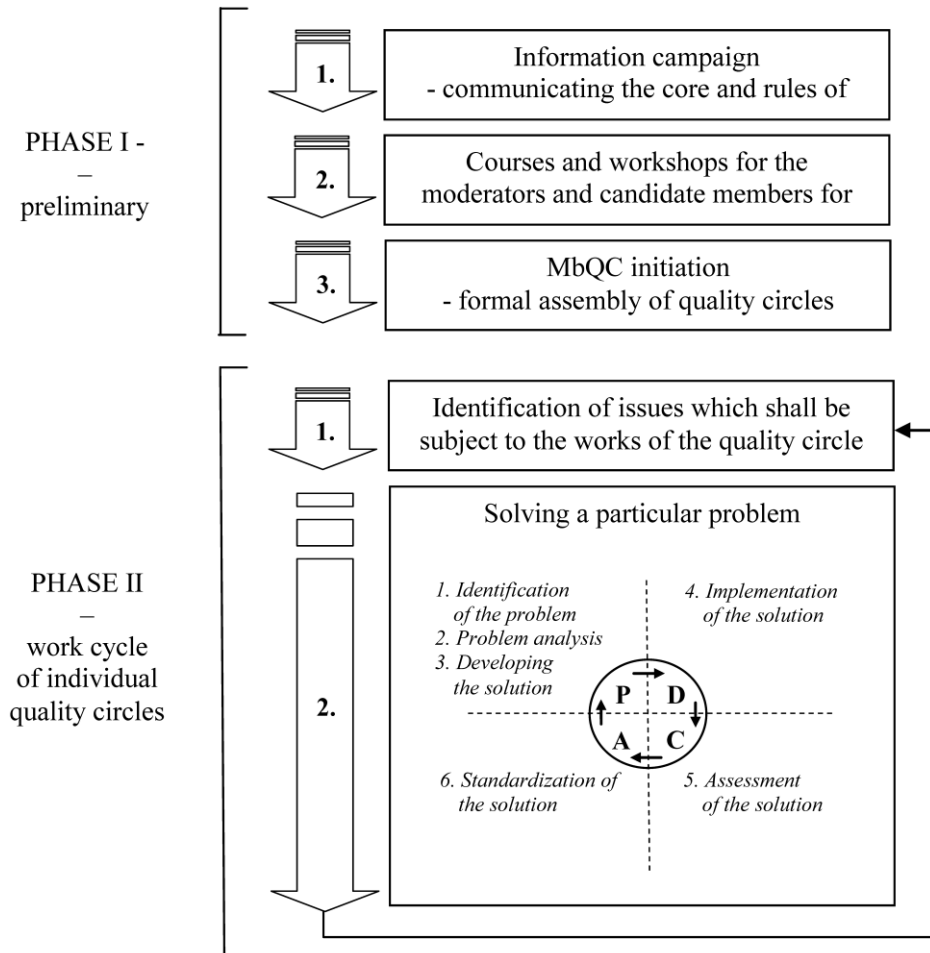 PHASE I -
–
preliminary
1.
Information campaign
- communicating the core and rules of
2.
Courses and workshops for the
moderators and candidate members for
3.
MbQC initiation
- formal assembly of quality circles
PHASE II
–
work cycle
of individual
quality circles
1.
Identification of issues which shall be
subject to the works of the quality circle
2.
Solving a particular problem
1. Identification
of the problem
2. Problem analysis
3. Developing
the solution
4. Implementation
of the solution
P D
A C
6. Standardization of
the solution
5. Assessment
of the solution